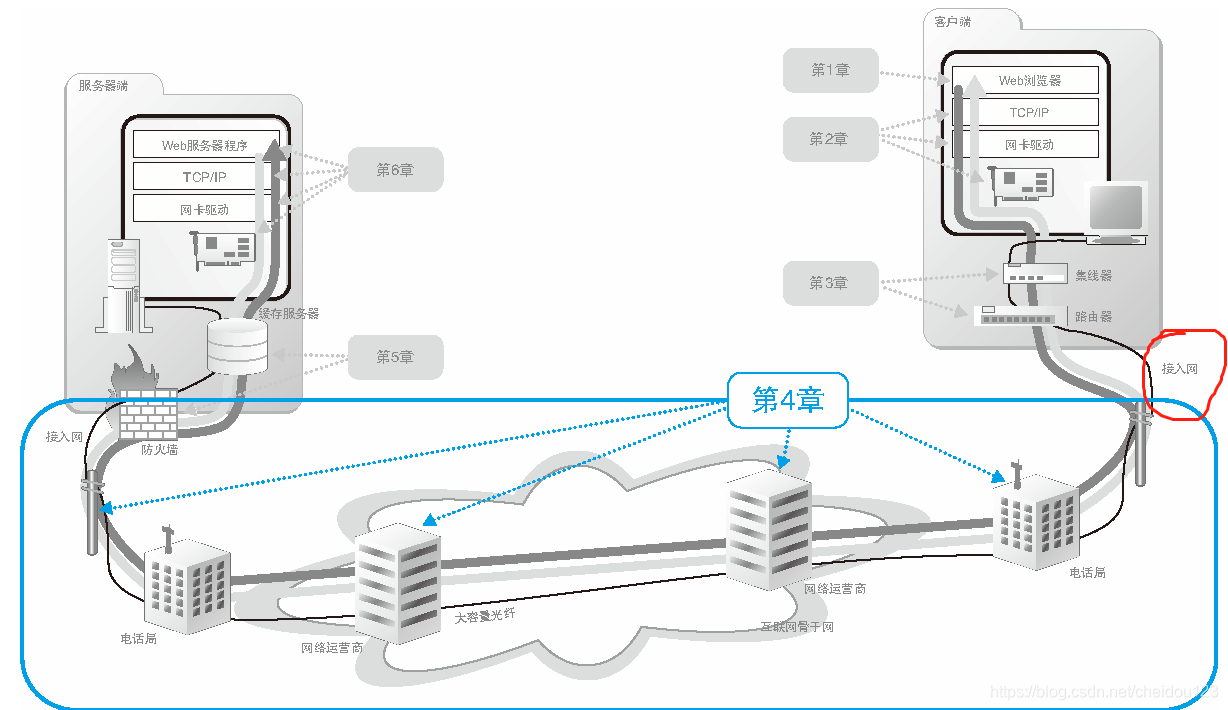 客户端
第1章
Web浏览器
TCP/IP
第2章
网卡驱动
服务器端
Web服务器程序
TCP/IP
网卡驱动
第6章
第3章
集线器
路由器
缓存服务器
第5章
接入网
第4章
接入网
防火墙
电话局
网络运营商
大容量光纤
网络运营商
互联网骨干网
电话局
https://blog.csdn.net/cheidou123